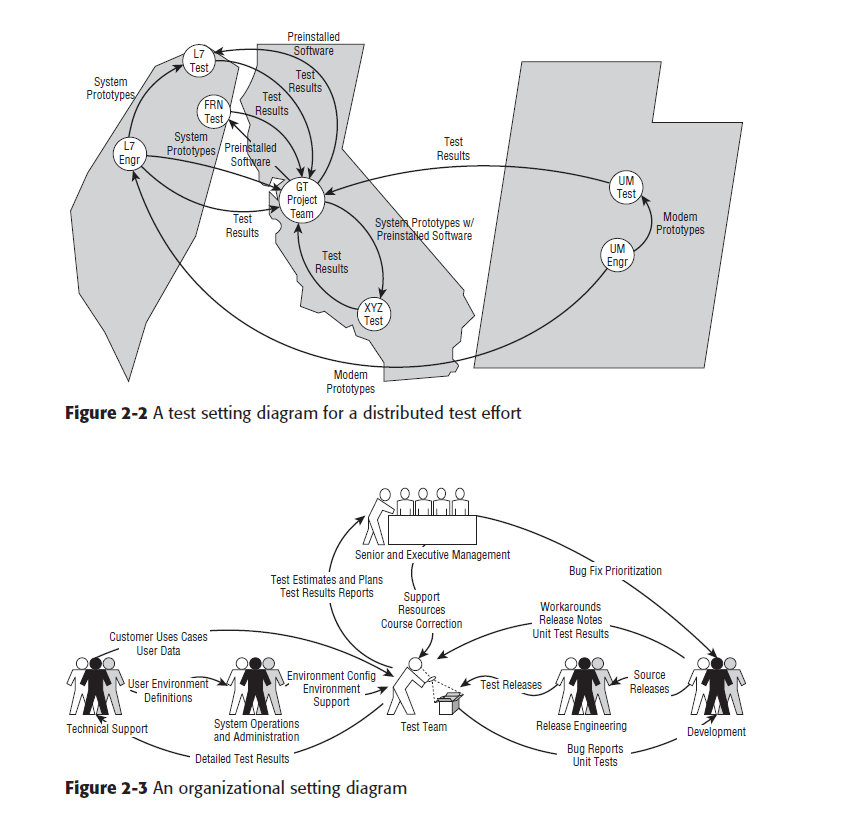 Preinstalled
Software
L7
Test
System
Prototypes
Test
Results
Test
Results
FRN
Test
L7
Engr
System
Prototypes
Preinstalled
Software
Test
Results
GT
Project
Team
Test
Results
UM
Test
Modem
Prototypes
System Prototypes w/
Preinstalled Software
UM
Engr
Test
Results
XYZ
Test
Modem
Prototypes
Figure 2-2 A test setting diagram for a distributed test effort
Senior and Executive Management
Test Estimates and Plans
Test Results Reports
Support
Resources
Course Correction
Bug Fix Prioritization
Workarounds
Release Notes
Unit Test Results
Customer Uses Cases
User Data
User Environment
Definitions
Environment Config
Environment
Support
Test Releases
Source
Releases
Technical Support
System Operations
and Administration
Test Team
Release Engineering
Development
Detailed Test Results
Bug Reports
Unit Tests
Figure 2-3 An organizational setting diagram